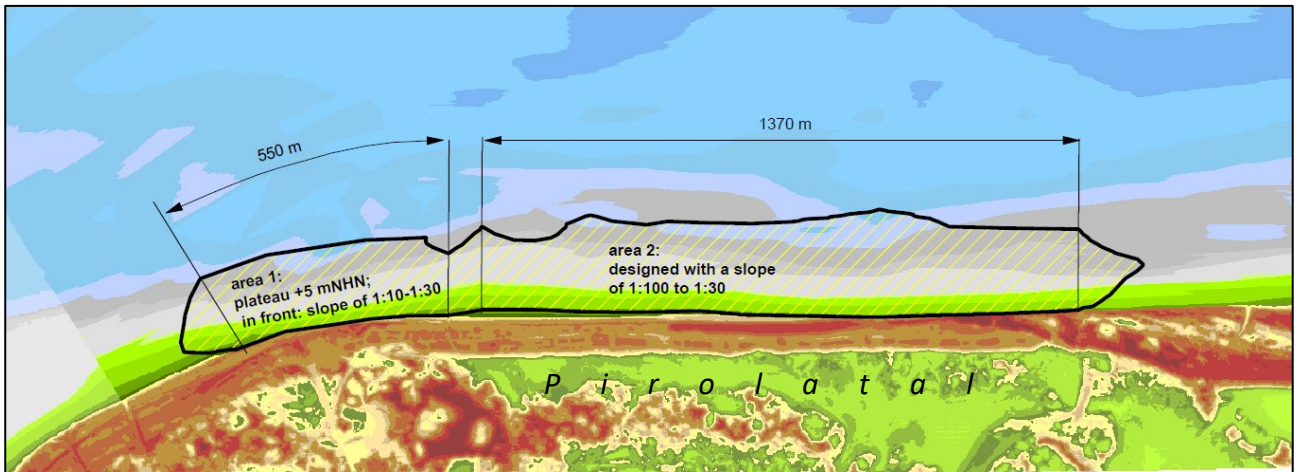 550 m
1370 m
area 1:
plateau +5 mNHN;
in front: slope of 1:10-1:30
area 2:
designed with a slope
of 1:100 to 1:30
Pirolatal